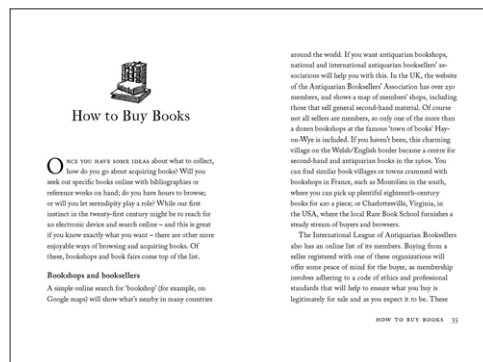 How to Buy Books
ONCE YOU HAVE SOME IDEAS about what to collect,
how do you go about acquiring books? Will you
seek out specific books online with bibliographies or
reference works on hand; do you have hours to browse;
or will you let serendipity play a role? While our first
instinct in the twenty-first century might be to reach for
an electronic device and search online – and this is great
if you know exactly what you want – there are other more
enjoyable ways of browsing and acquiring books. Of
these, bookshops and book fairs come top of the list.
Bookshops and booksellers
A simple online search for ‘bookshop’ (for example, on
Google maps) will show what’s nearby in many countries
around the world. If you want antiquarian bookshops,
national and international antiquarian booksellers’ as-
sociations will help you with this. In the UK, the website
of the Antiquarian Booksellers’ Association has over 230
members, and shows a map of members’ shops, including
those that sell general second-hand material. Of course
not all sellers are members, so only one of the more than
a dozen bookshops at the famous ‘town of books’ Hay-
on-Wye is included. If you haven’t been, this charming
village on the Welsh/English border became a centre for
second-hand and antiquarian books in the 1960s. You
can find similar book villages or towns crammed with
bookshops in France, such as Montolieu in the south,
where you can pick up plentiful eighteenth-century
books for €20 a piece; or Charlottesville, Virginia, in
the USA, where the local Rare Book School furnishes a
steady stream of buyers and browsers.
The International League of Antiquarian Booksellers
also has an online list of its members. Buying from a
seller registered with one of these organizations will
offer some peace of mind for the buyer, as membership
involves adhering to a code of ethics and professional
standards that will help to ensure what you buy is
legitimately for sale and as you expect it to be. These
HOW TO BUY BOOKS 35